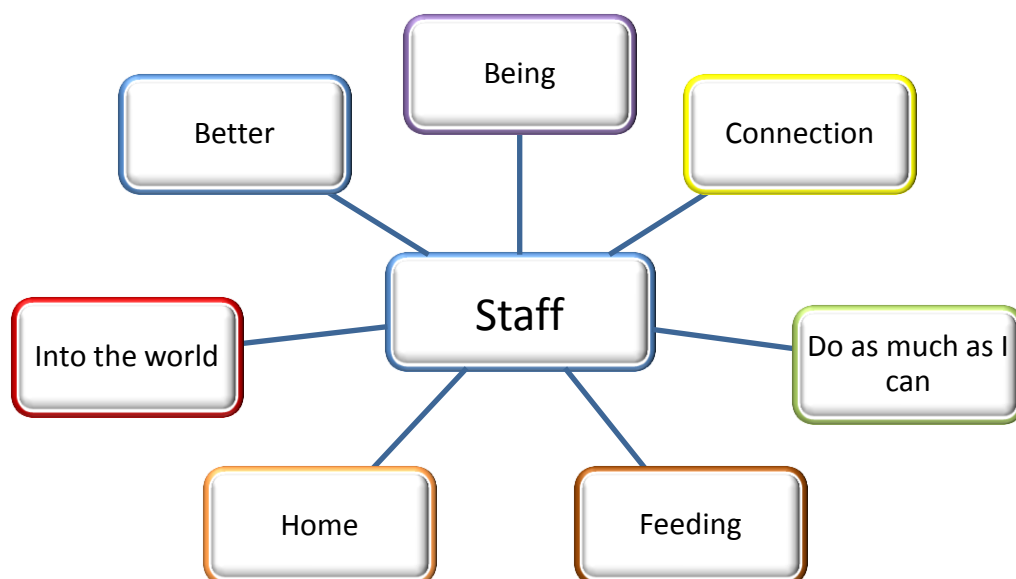 Being
Better
Connection
Staff
Into the world
Do as much as I
can
Home
Feeding